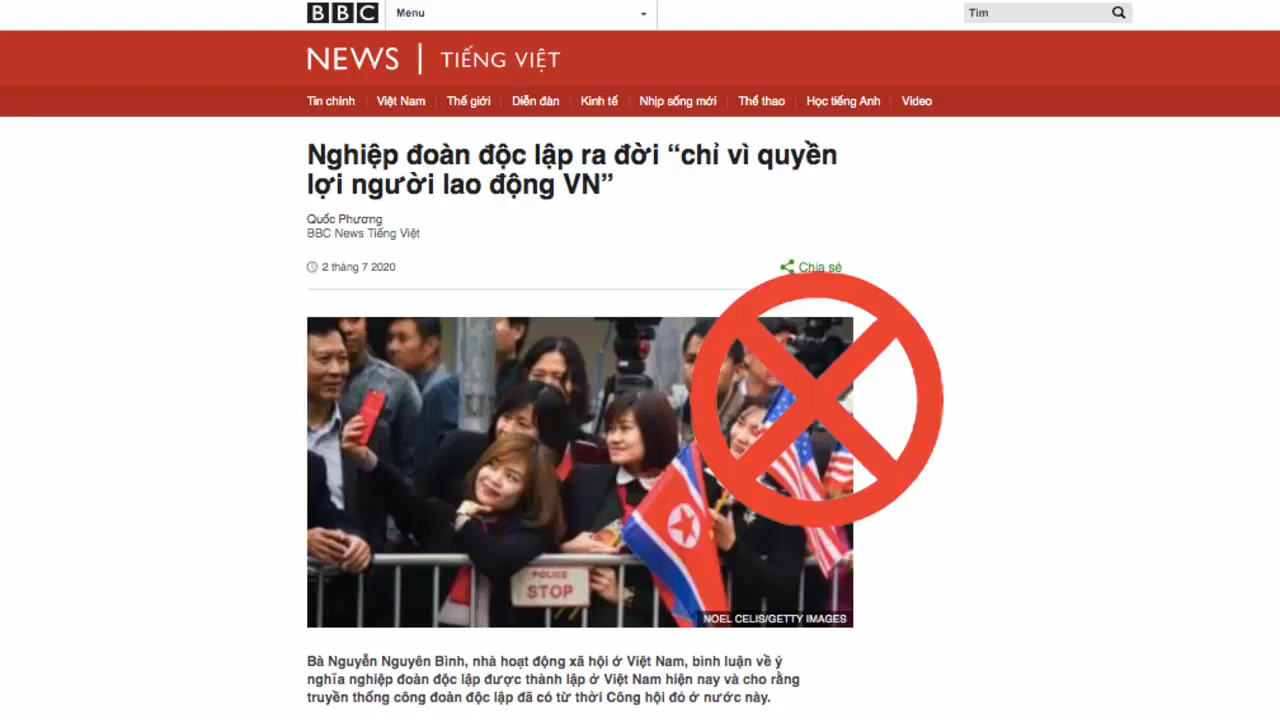 BBC Menu Tìm
NEWS | TIẾNG VIỆT
Tin chính Việt Nam Thế giới Diễn đàn Kinh tế Nhịp sống mới Thể thao Học tiếng Anh Video
Nghiệp đoàn độc lập ra đời “chỉ vì quyền
lợi người lao động VN”
Quốc Phương
BBC News Tiếng Việt
2 tháng 7 2020 Chia sẻ
POLICE
STOP
NOEL CELIS/GETTY IMAGES
Bà Nguyễn Nguyên Bình, nhà hoạt động xã hội ở Việt Nam, bình luận về ý
nghĩa nghiệp đoàn độc lập được thành lập ở Việt Nam hiện nay và cho rằng
truyền thống công đoàn độc lập đã có từ thời Công hội đỏ ở nước này.